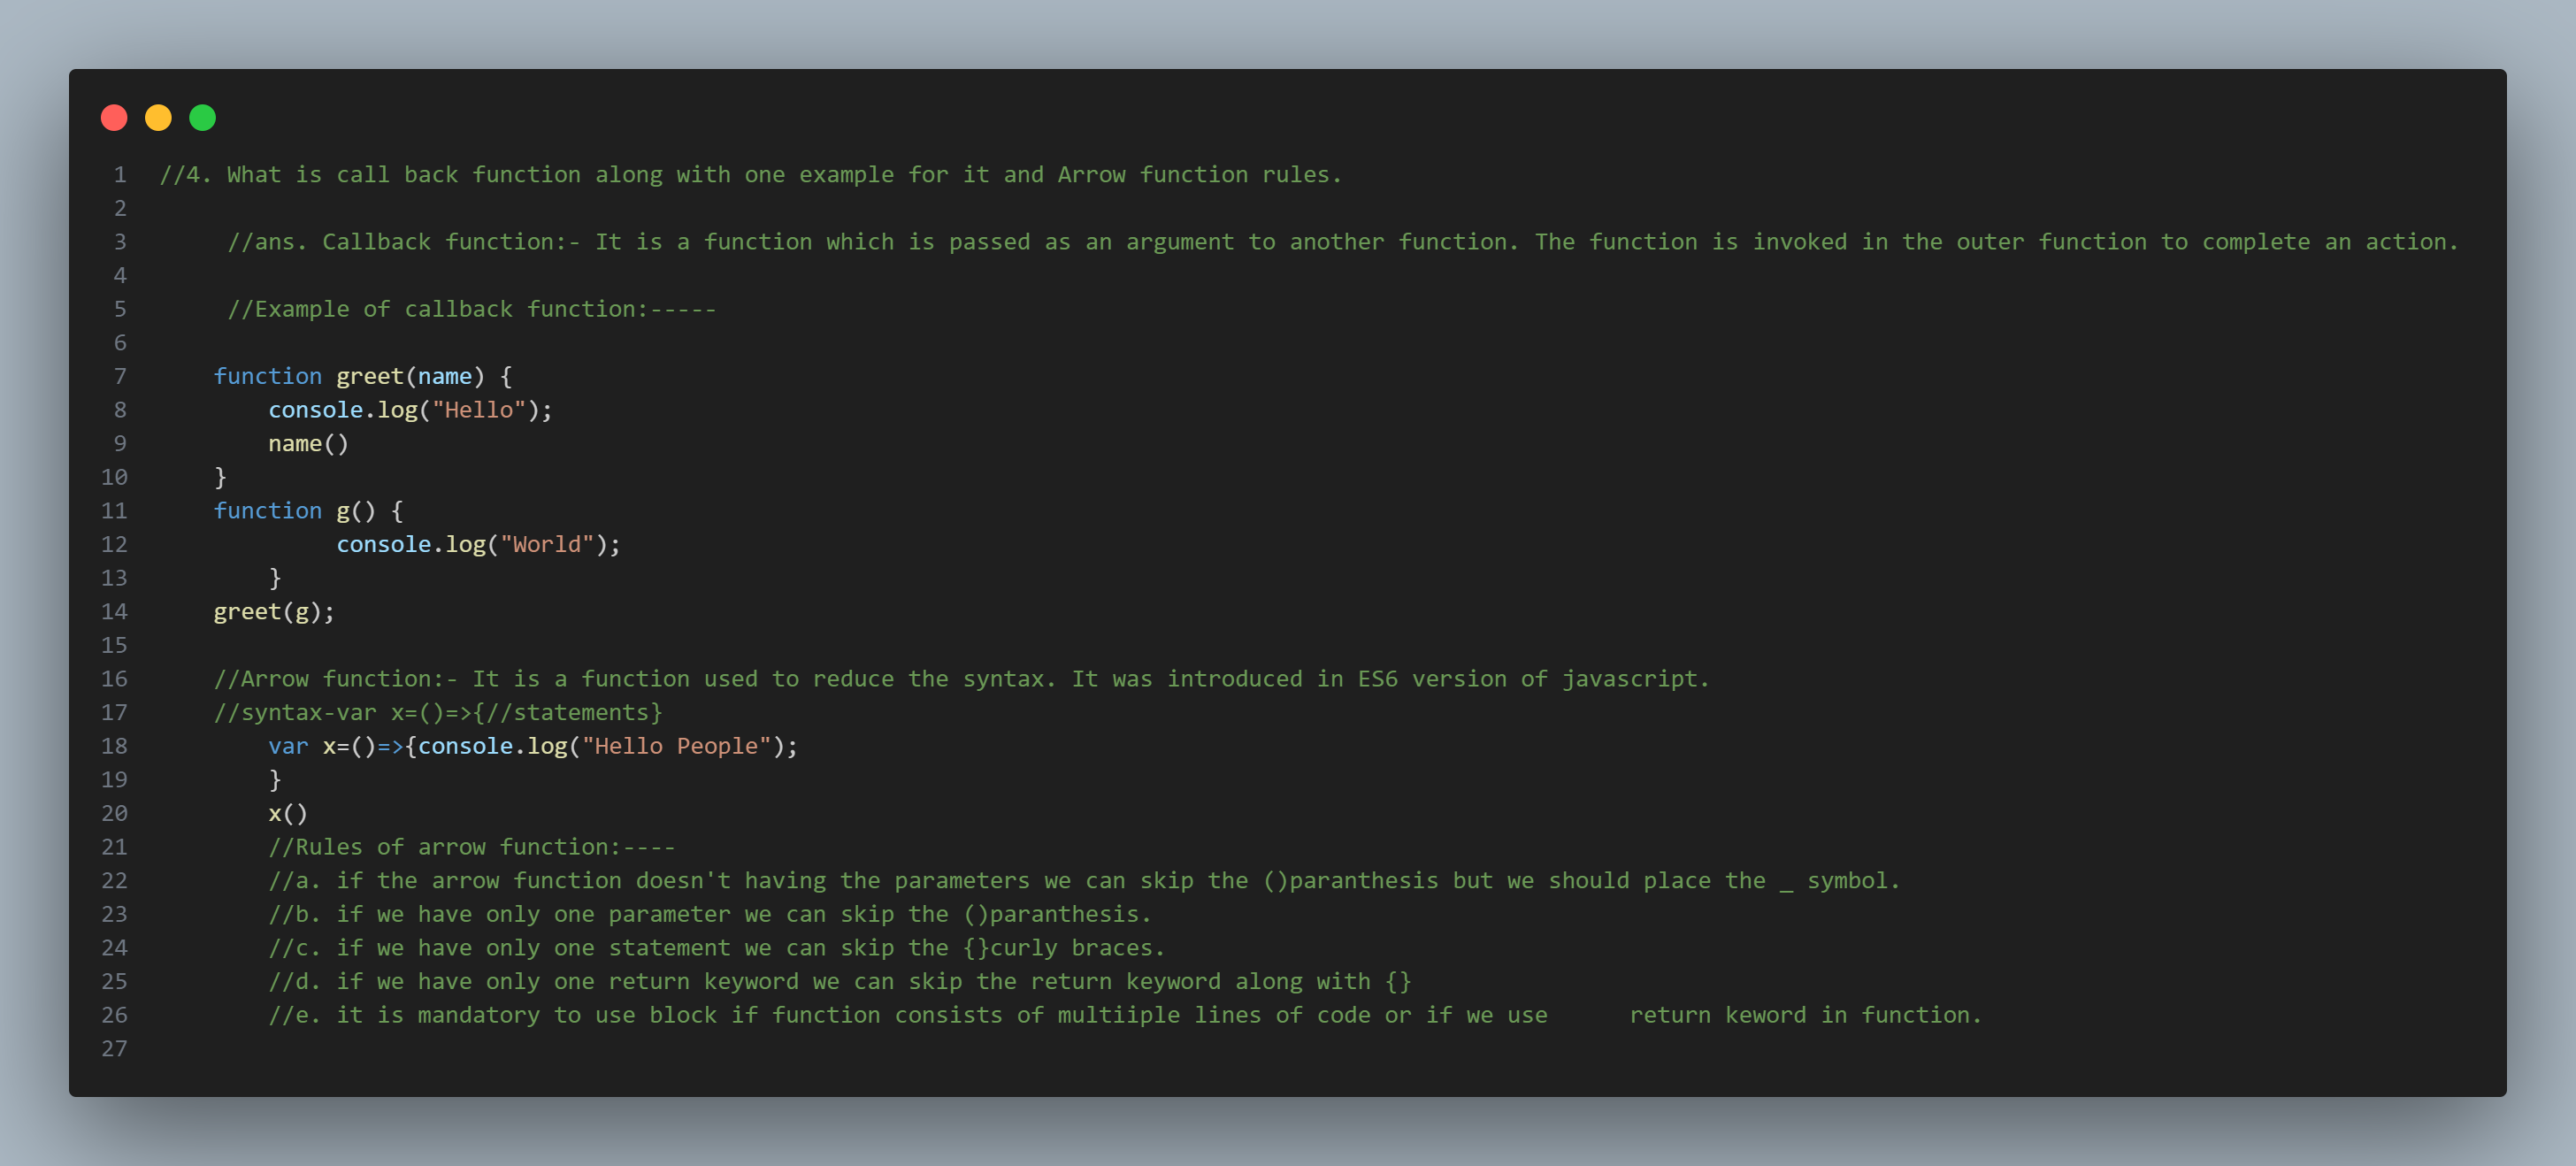 1 //4. What is call back function along with one example for it and Arrow function rules.
2
3 //ans. Callback function:- It is a function which is passed as an argument to another function. The function is invoked in the outer function to complete an action.
4
5 //Example of callback function:-----
6
7 function greet(name) {
8 console.log("Hello");
9 name()
10 }
11 function g() {
12 console.log("World");
13 }
14 greet(g);
15
16 //Arrow function:- It is a function used to reduce the syntax. It was introduced in ES6 version of javascript.
17 //syntax-var x=()=>{//statements}
18 var x=()=>{console.log("Hello People");
19 }
20 x()
21 //Rules of arrow function:----
22 //a. if the arrow function doesn't having the parameters we can skip the ()paranthesis but we should place the _ symbol.
23 //b. if we have only one parameter we can skip the ()paranthesis.
24 //c. if we have only one statement we can skip the {}curly braces.
25 //d. if we have only one return keyword we can skip the return keyword along with {}
26 //e. it is mandatory to use block if function consists of multiiple lines of code or if we use      return keword in function.
27